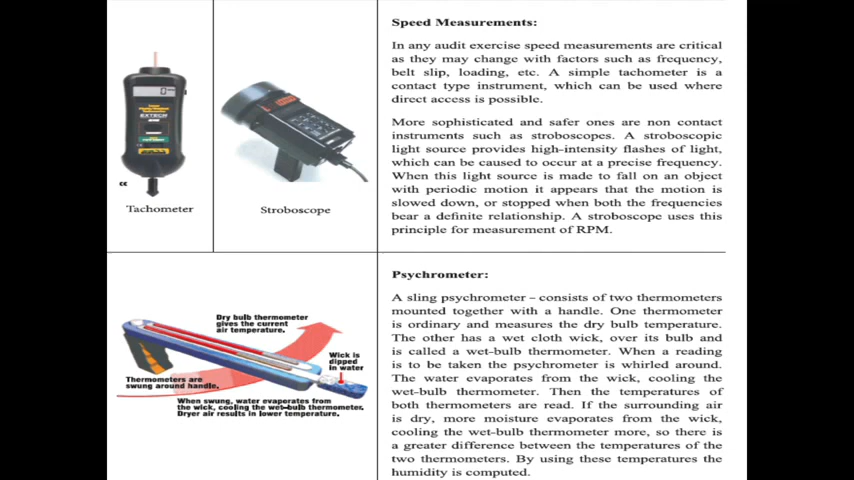 Speed Measurements:
In any audit exercise speed measurements are critical
as they may change with factors such as frequency,
belt slip, loading, etc. A simple tachometer is a
contact type instrument, which can be used where
direct access is possible.
More sophisticated and safer ones are non contact
instruments such as stroboscopes. A stroboscopic
light source provides high-intensity flashes of light,
which can be caused to occur at a precise frequency.
When this light source is made to fall on an object
with periodic motion it appears that the motion is
slowed down, or stopped when both the frequencies
bear a definite relationship. A stroboscope uses this
principle for measurement of RPM.
0
EXTECH
CE
Tachometer
Stroboscope
Psychrometer:
A sling psychrometer – consists of two thermometers
mounted together with a handle. One thermometer
is ordinary and measures the dry bulb temperature.
The other has a wet cloth wick, over its bulb and
is called a wet-bulb thermometer. When a reading
is to be taken the psychrometer is whirled around.
The water evaporates from the wick, cooling the
wet-bulb thermometer. Then the temperatures of
both thermometers are read. If the surrounding air
is dry, more moisture evaporates from the wick,
cooling the wet-bulb thermometer more, so there is
a greater difference between the temperatures of the
two thermometers. By using these temperatures the
humidity is computed.
Dry bulb thermometer
gives the current
air temperature.
Wick is
dipped
in water
Thermometers are
swung around handle.
When swung, water evaporates from
the wick, cooling the wet-bulb thermometer.
Dryer air results in lower temperature.